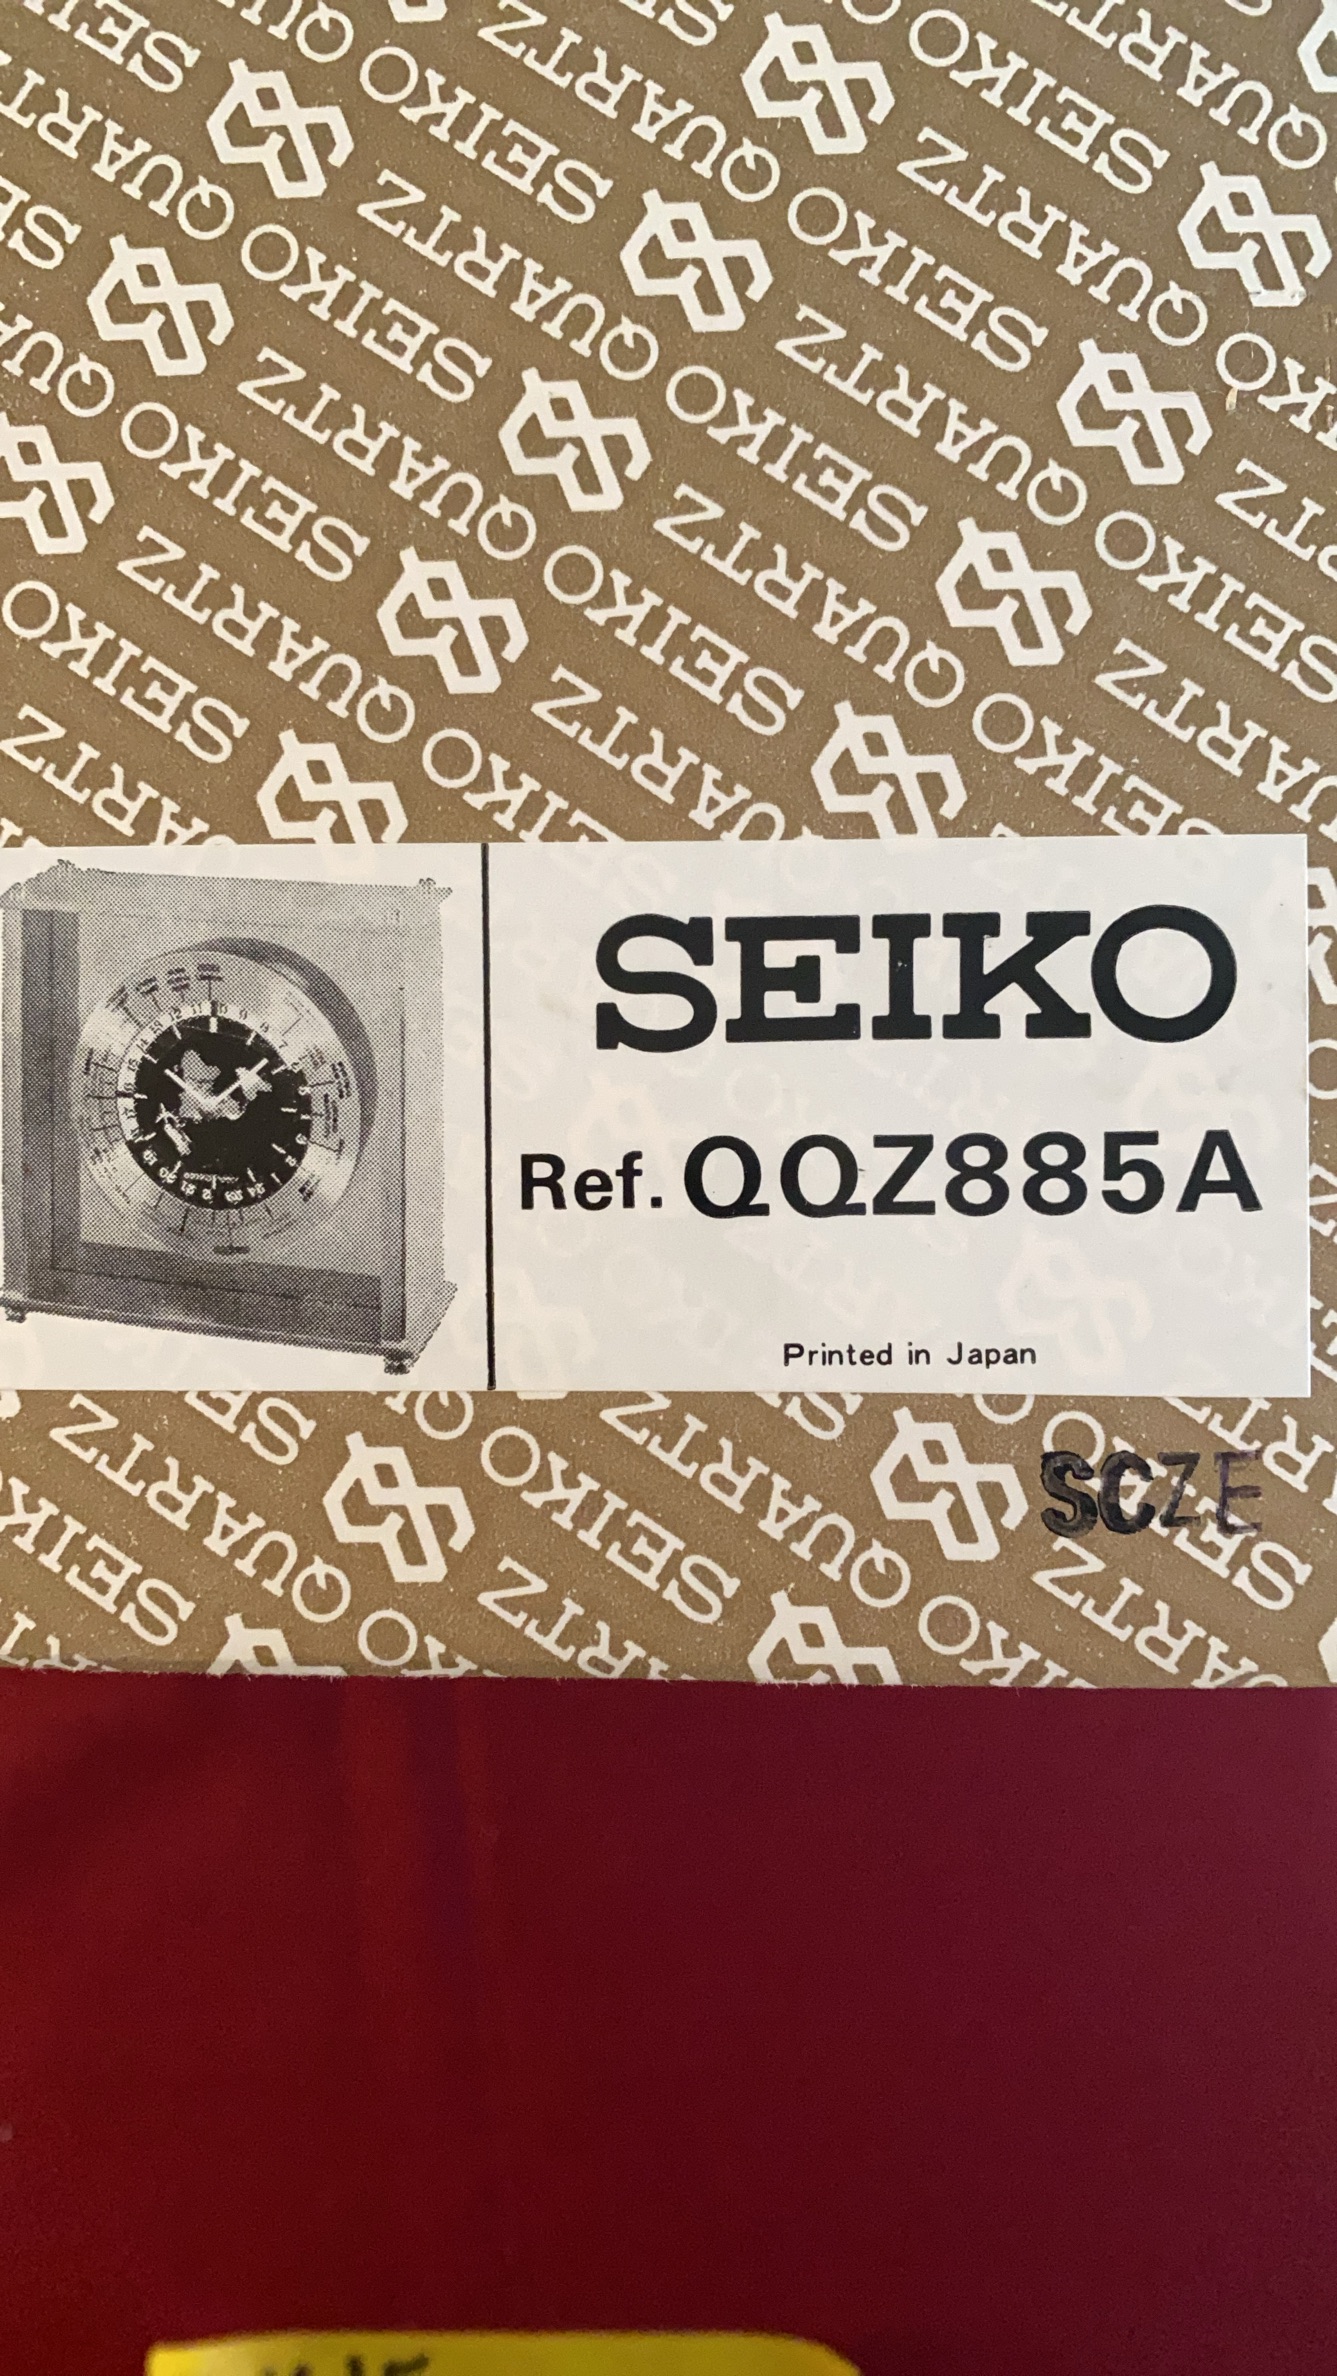 SEIKO
Ref. QQZ885A
Printed in Japan
SCZE
SEIKO QUARTZ